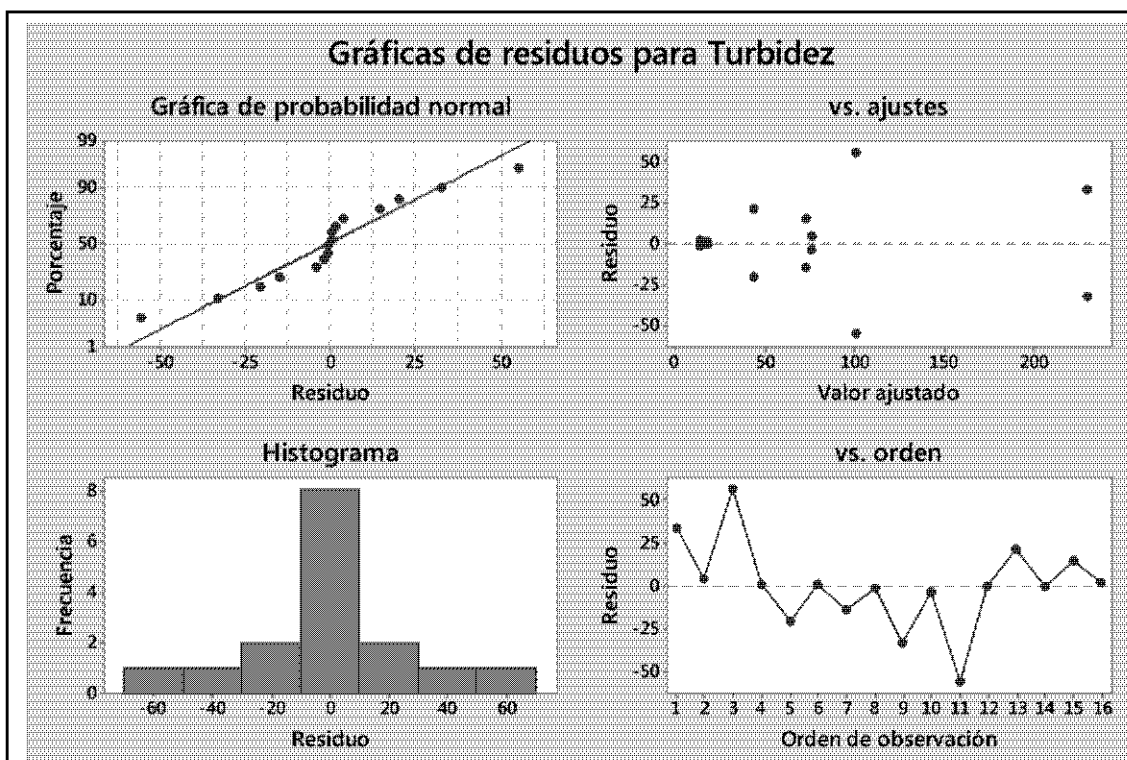 Gráficas de residuos para Turbidez
Gráfica de probabilidad normal
99
90
50
10
1
Porcentaje
-50
-25
0
25
50
Residuo
vs. ajustes
50
25
0
-25
-50
Residuo
0
50
100
150
200
Valor ajustado
Histograma
8
6
4
2
0
Frecuencia
-60
-40
-20
0
20
40
60
Residuo
vs. orden
50
25
0
-25
-50
Residuo
1 2 3 4 5 6 7 8 9 10 11 12 13 14 15 16
Orden de observación